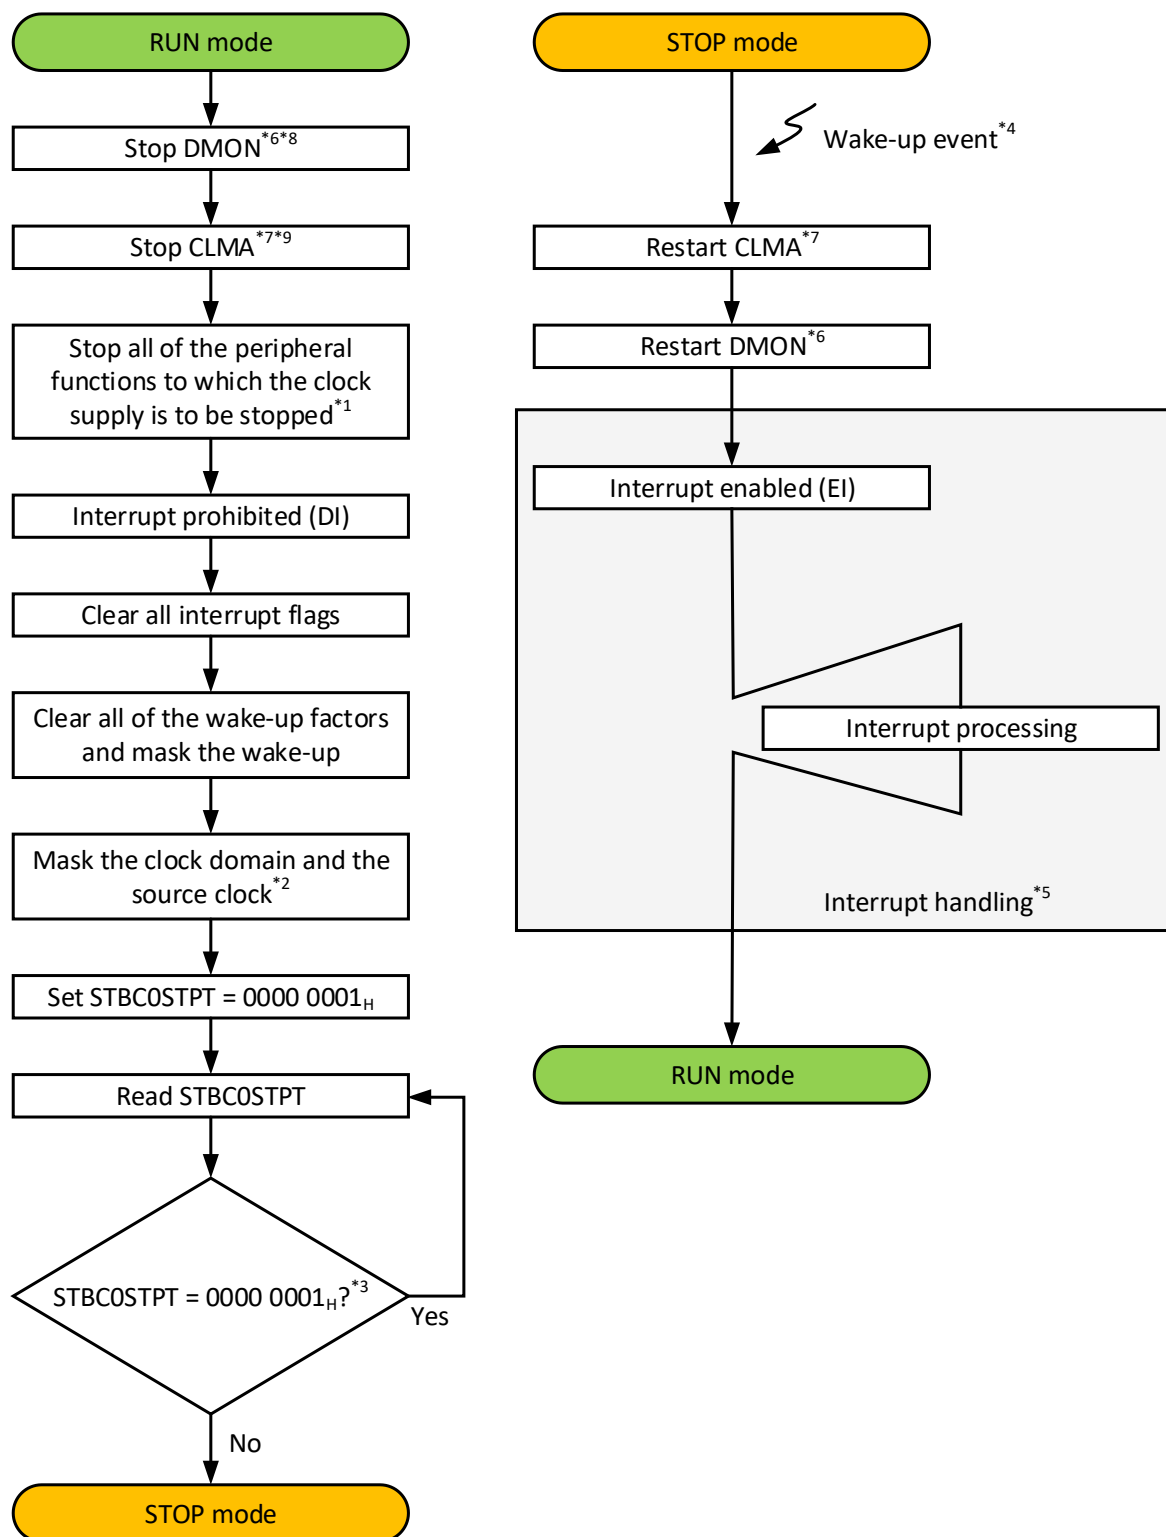 RUN mode
Stop DMON*6*8
Stop CLMA*7*9
Stop all of the peripheral
functions to which the clock
supply is to be stopped*1
Interrupt prohibited (DI)
Clear all interrupt flags
Clear all of the wake-up factors
and mask the wake-up
Mask the clock domain and the
source clock*2
Set STBC0STPT = 0000 0001H
Read STBC0STPT
STBC0STPT = 0000 0001H?*3
Yes
No
STOP mode
STOP mode
Wake-up event*4
Restart CLMA*7
Restart DMON*6
Interrupt enabled (EI)
Interrupt processing
Interrupt handling*5
RUN mode